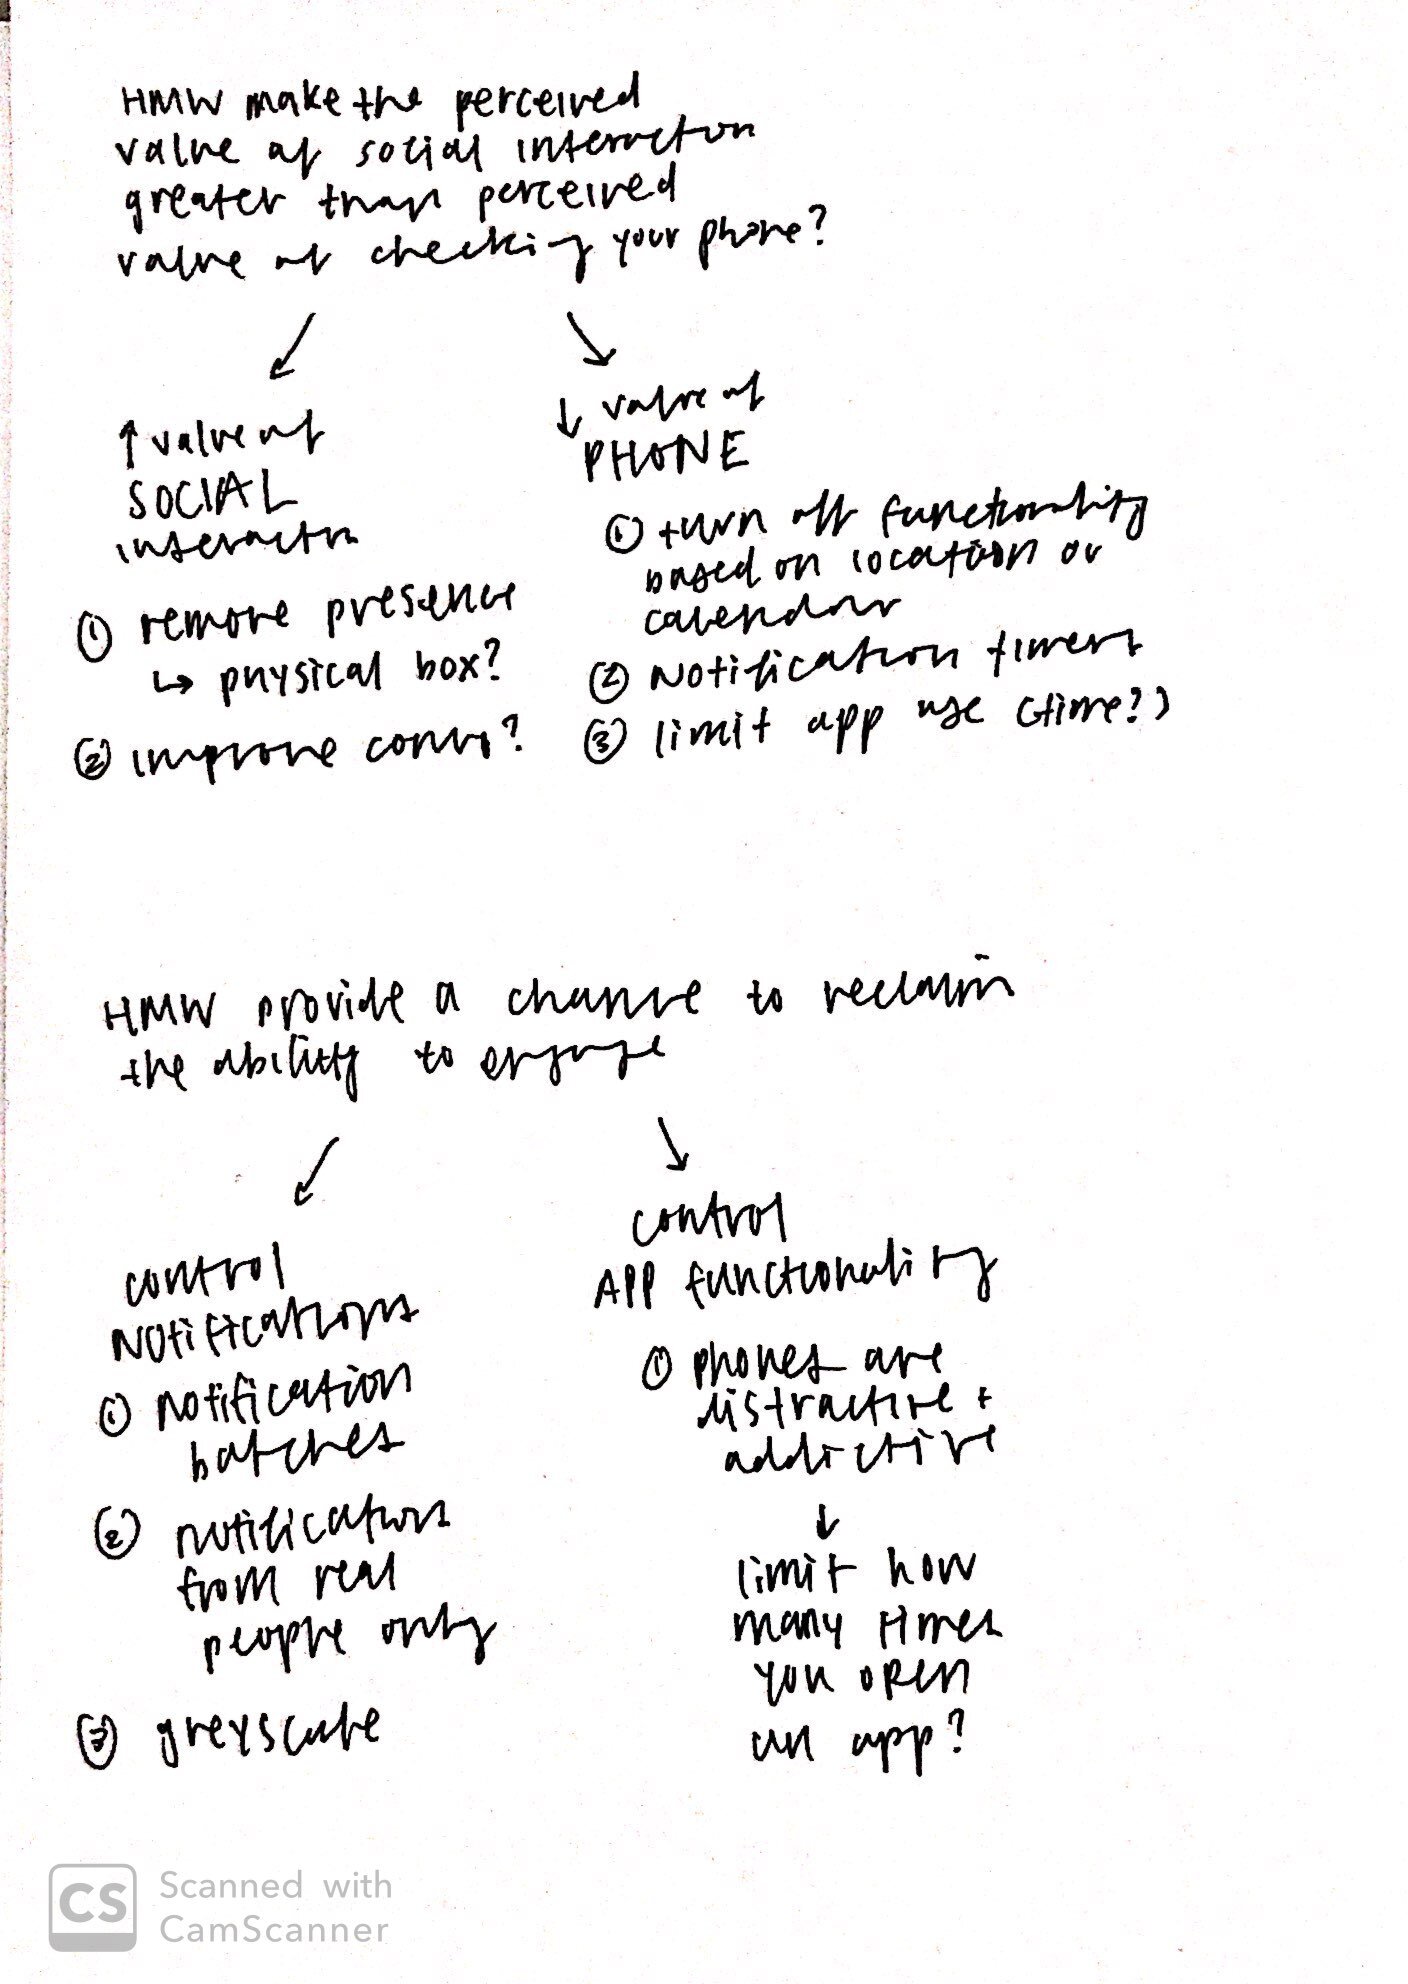 HMW make the perceived
value of social interaction
greater than perceived
value of checking your phone?
↙ ↘
↑ value of
SOCIAL
interactn
① remove presence
↳ physical box?
② improve convo?
↓ value of
PHONE
① turn off functionality
based on location or
calendar
② Notification timers
③ limit app use (time?)
HMW provide a chance to reclaim
the ability to engage
↙ ↘
control
Notifications
① notification
batches
② notifications
from real
people only
③ greyscale
control
APP functionality
① phones are
distractive +
addictive
↓
limit how
many times
you open
an app?
CS
Scanned with
CamScanner